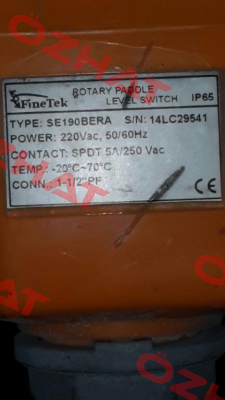 OZHAT
FineTek
ROTARY PADDLE
LEVEL SWITCH IP65
TYPE: SE190BERA S/N: 14LC29541
POWER: 220Vac, 50/60Hz
CONTACT: SPDT 5A/250 Vac
TEMP.: -20°C~70°C
CONN.: 1-1/2"PF
CE
OZHAT
OZHAT